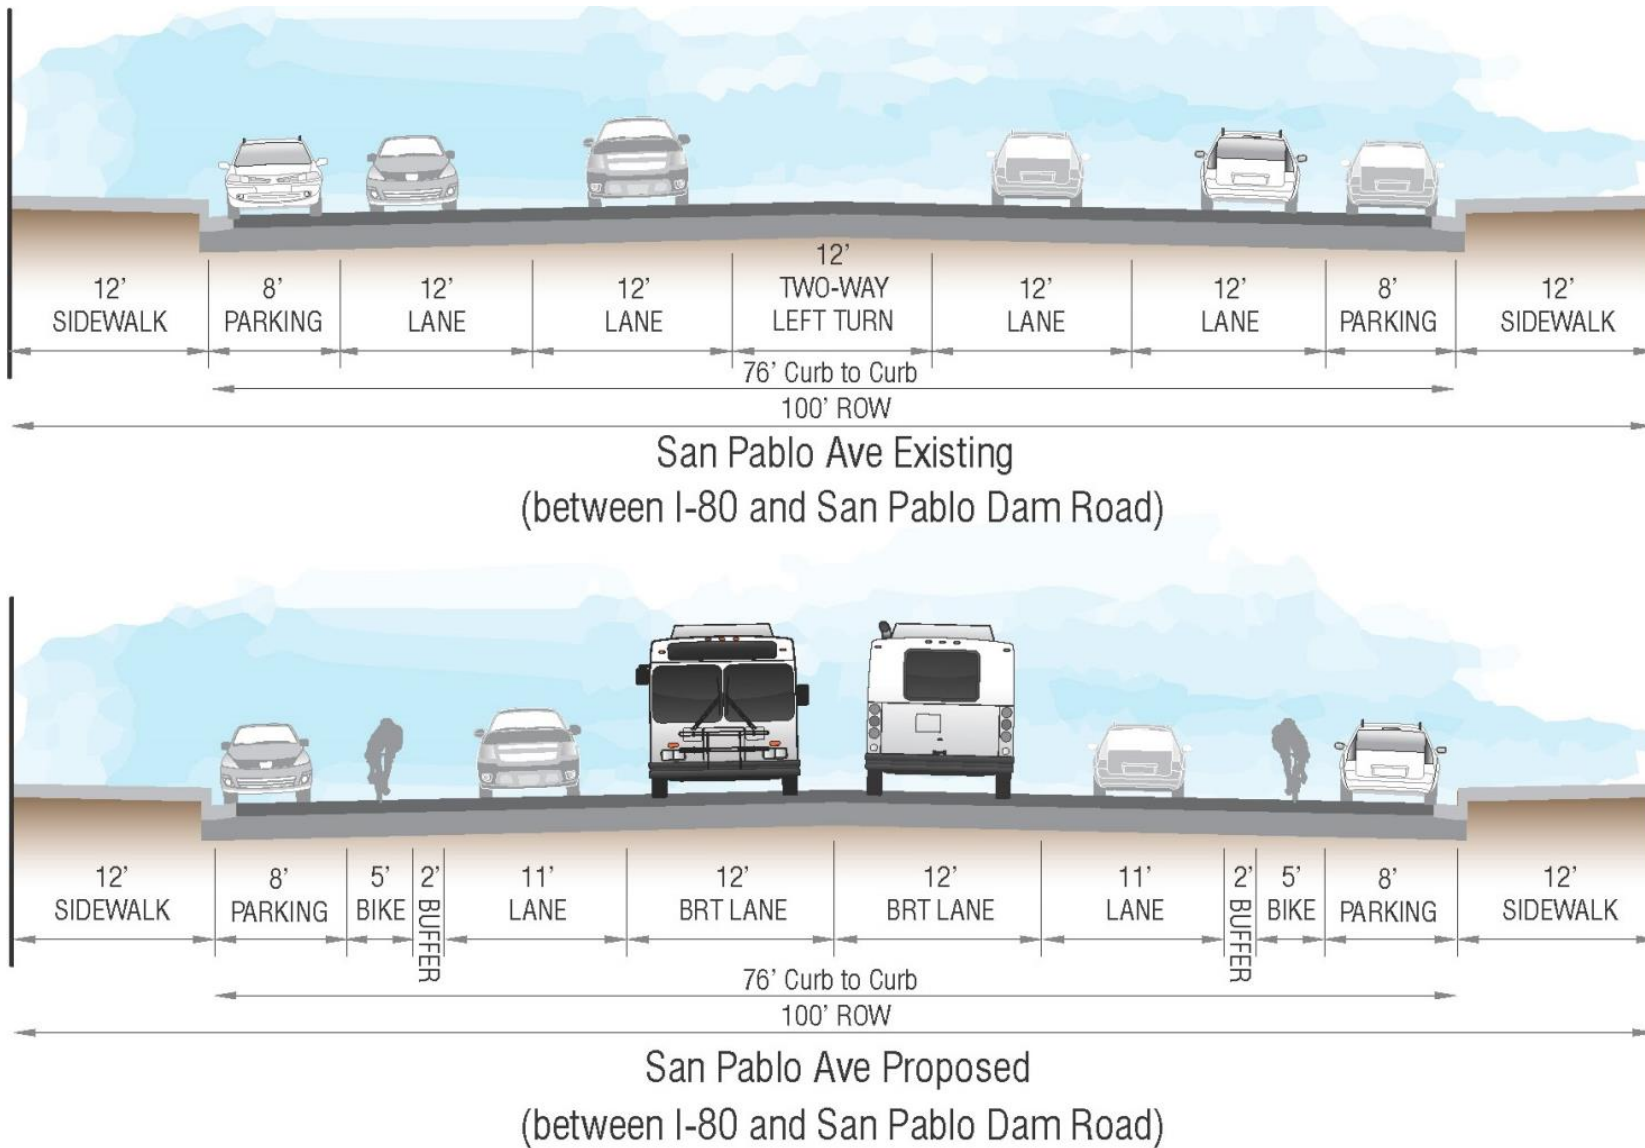 12’
SIDEWALK
8’
PARKING
12’
LANE
12’
LANE
12’
TWO-WAY
LEFT TURN
12’
LANE
12’
LANE
8’
PARKING
12’
SIDEWALK
76’ Curb to Curb
100’ ROW
San Pablo Ave Existing
(between I-80 and San Pablo Dam Road)
12’
SIDEWALK
8’
PARKING
5’
BIKE
2’
BUFFER
11’
LANE
12’
BRT LANE
12’
BRT LANE
11’
LANE
2’
BUFFER
5’
BIKE
8’
PARKING
12’
SIDEWALK
76’ Curb to Curb
100’ ROW
San Pablo Ave Proposed
(between I-80 and San Pablo Dam Road)